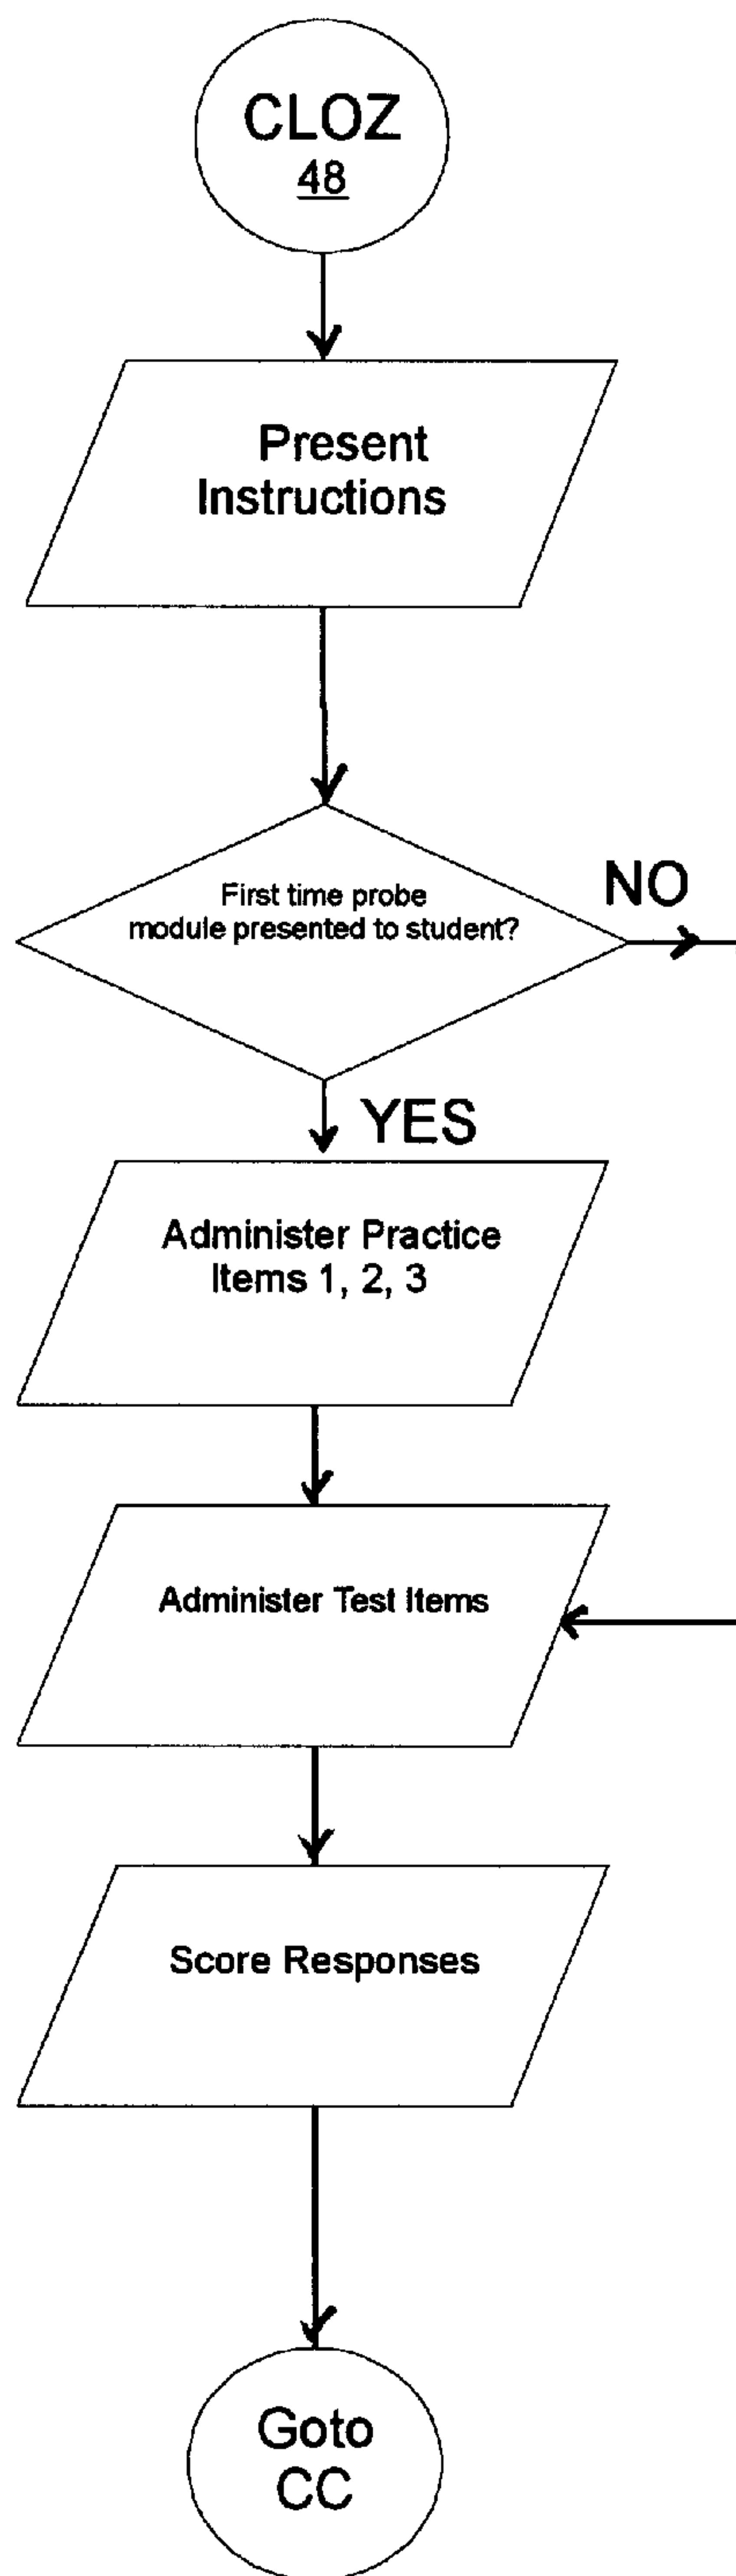 CLOZ
48
Present
Instructions
First time probe
module presented to student?
NO
YES
Administer Practice
Items 1, 2, 3
Administer Test Items
Score Responses
Goto
CC